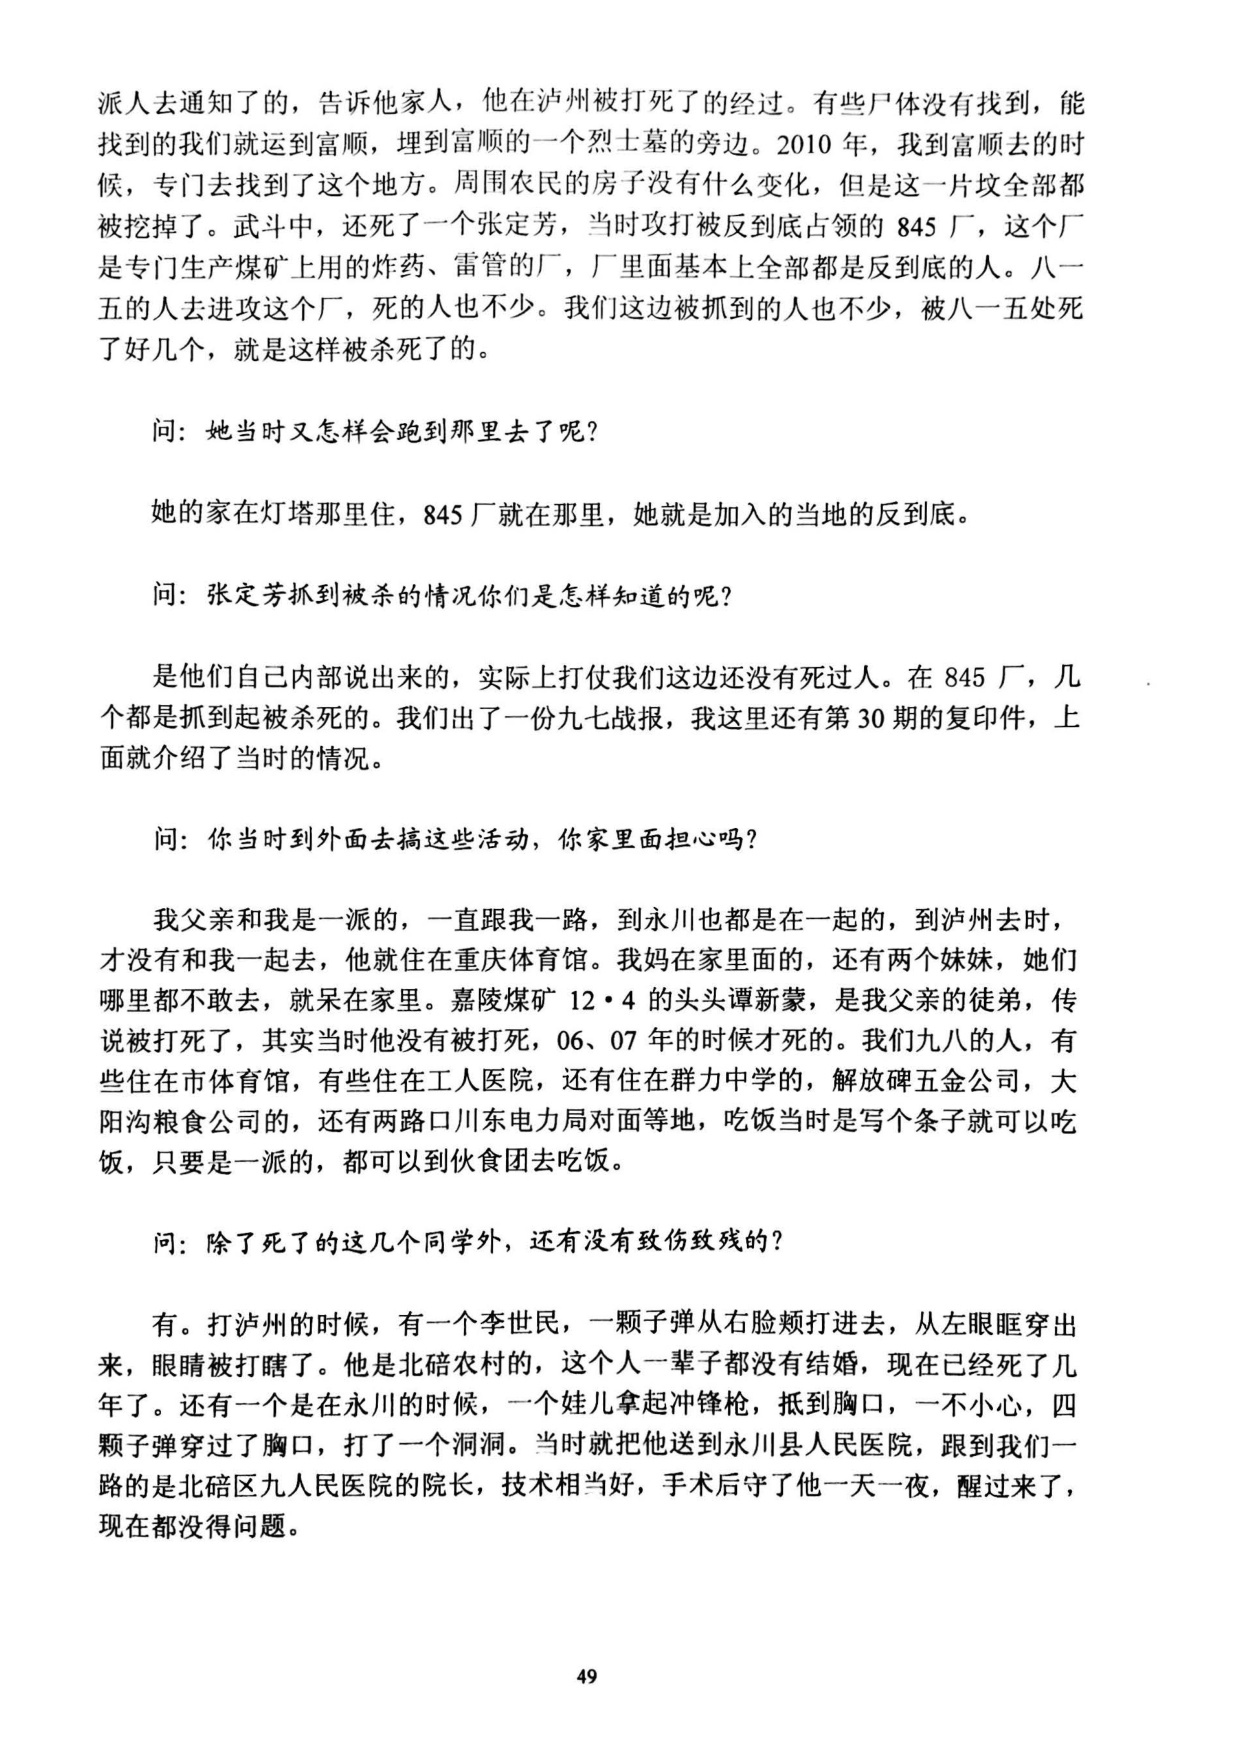 派人去通知了的，告诉他家人，他在泸州被打死了的经过。有些尸体没有找到，能
找到的我们就运到富顺，埋到富顺的一个烈士墓的旁边。2010 年，我到富顺去的时
候，专门去找到了这个地方。周围农民的房子没有什么变化，但是这一片坟全部都
被挖掉了。武斗中，还死了一个张定芳，当时攻打被反到底占领的 845 厂，这个厂
是专门生产煤矿上用的炸药、雷管的厂，厂里面基本上全部都是反到底的人。八一
五的人去进攻这个厂，死的人也不少。我们这边被抓到的人也不少，被八一五处死
了好几个，就是这样被杀死了的。
问：她当时又怎样会跑到那里去了呢？
她的家在灯塔那里住，845 厂就在那里，她就是加入的当地的反到底。
问：张定芳抓到被杀的情况你们是怎样知道的呢？
是他们自己内部说出来的，实际上打仗我们这边还没有死过人。在 845 厂，几
个都是抓到起被杀死的。我们出了一份九七战报，我这里还有第 30 期的复印件，上
面就介绍了当时的情况。
问：你当时到外面去搞这些活动，你家里面担心吗？
我父亲和我是一派的，一直跟我一路，到永川也都是在一起的，到泸州去时，
才没有和我一起去，他就住在重庆体育馆。我妈在家里面的，还有两个妹妹，她们
哪里都不敢去，就呆在家里。嘉陵煤矿 12·4 的头头谭新蒙，是我父亲的徒弟，传
说被打死了，其实当时他没有被打死，06、07 年的时候才死的。我们九八的人，有
些住在市体育馆，有些住在工人医院，还有住在群力中学的，解放碑五金公司，大
阳沟粮食公司的，还有两路口川东电力局对面等地，吃饭当时是写个条子就可以吃
饭，只要是一派的，都可以到伙食团去吃饭。
问：除了死了的这几个同学外，还有没有致伤致残的？
有。打泸州的时候，有一个李世民，一颗子弹从右脸颊打进去，从左眼眶穿出
来，眼睛被打瞎了。他是北碚农村的，这个人一辈子都没有结婚，现在已经死了几
年了。还有一个是在永川的时候，一个娃儿拿起冲锋枪，抵到胸口，一不小心，四
颗子弹穿过了胸口，打了一个洞洞。当时就把他送到永川县人民医院，跟到我们一
路的是北碚区九人民医院的院长，技术相当好，手术后守了他一天一夜，醒过来了，
现在都没得问题。
49